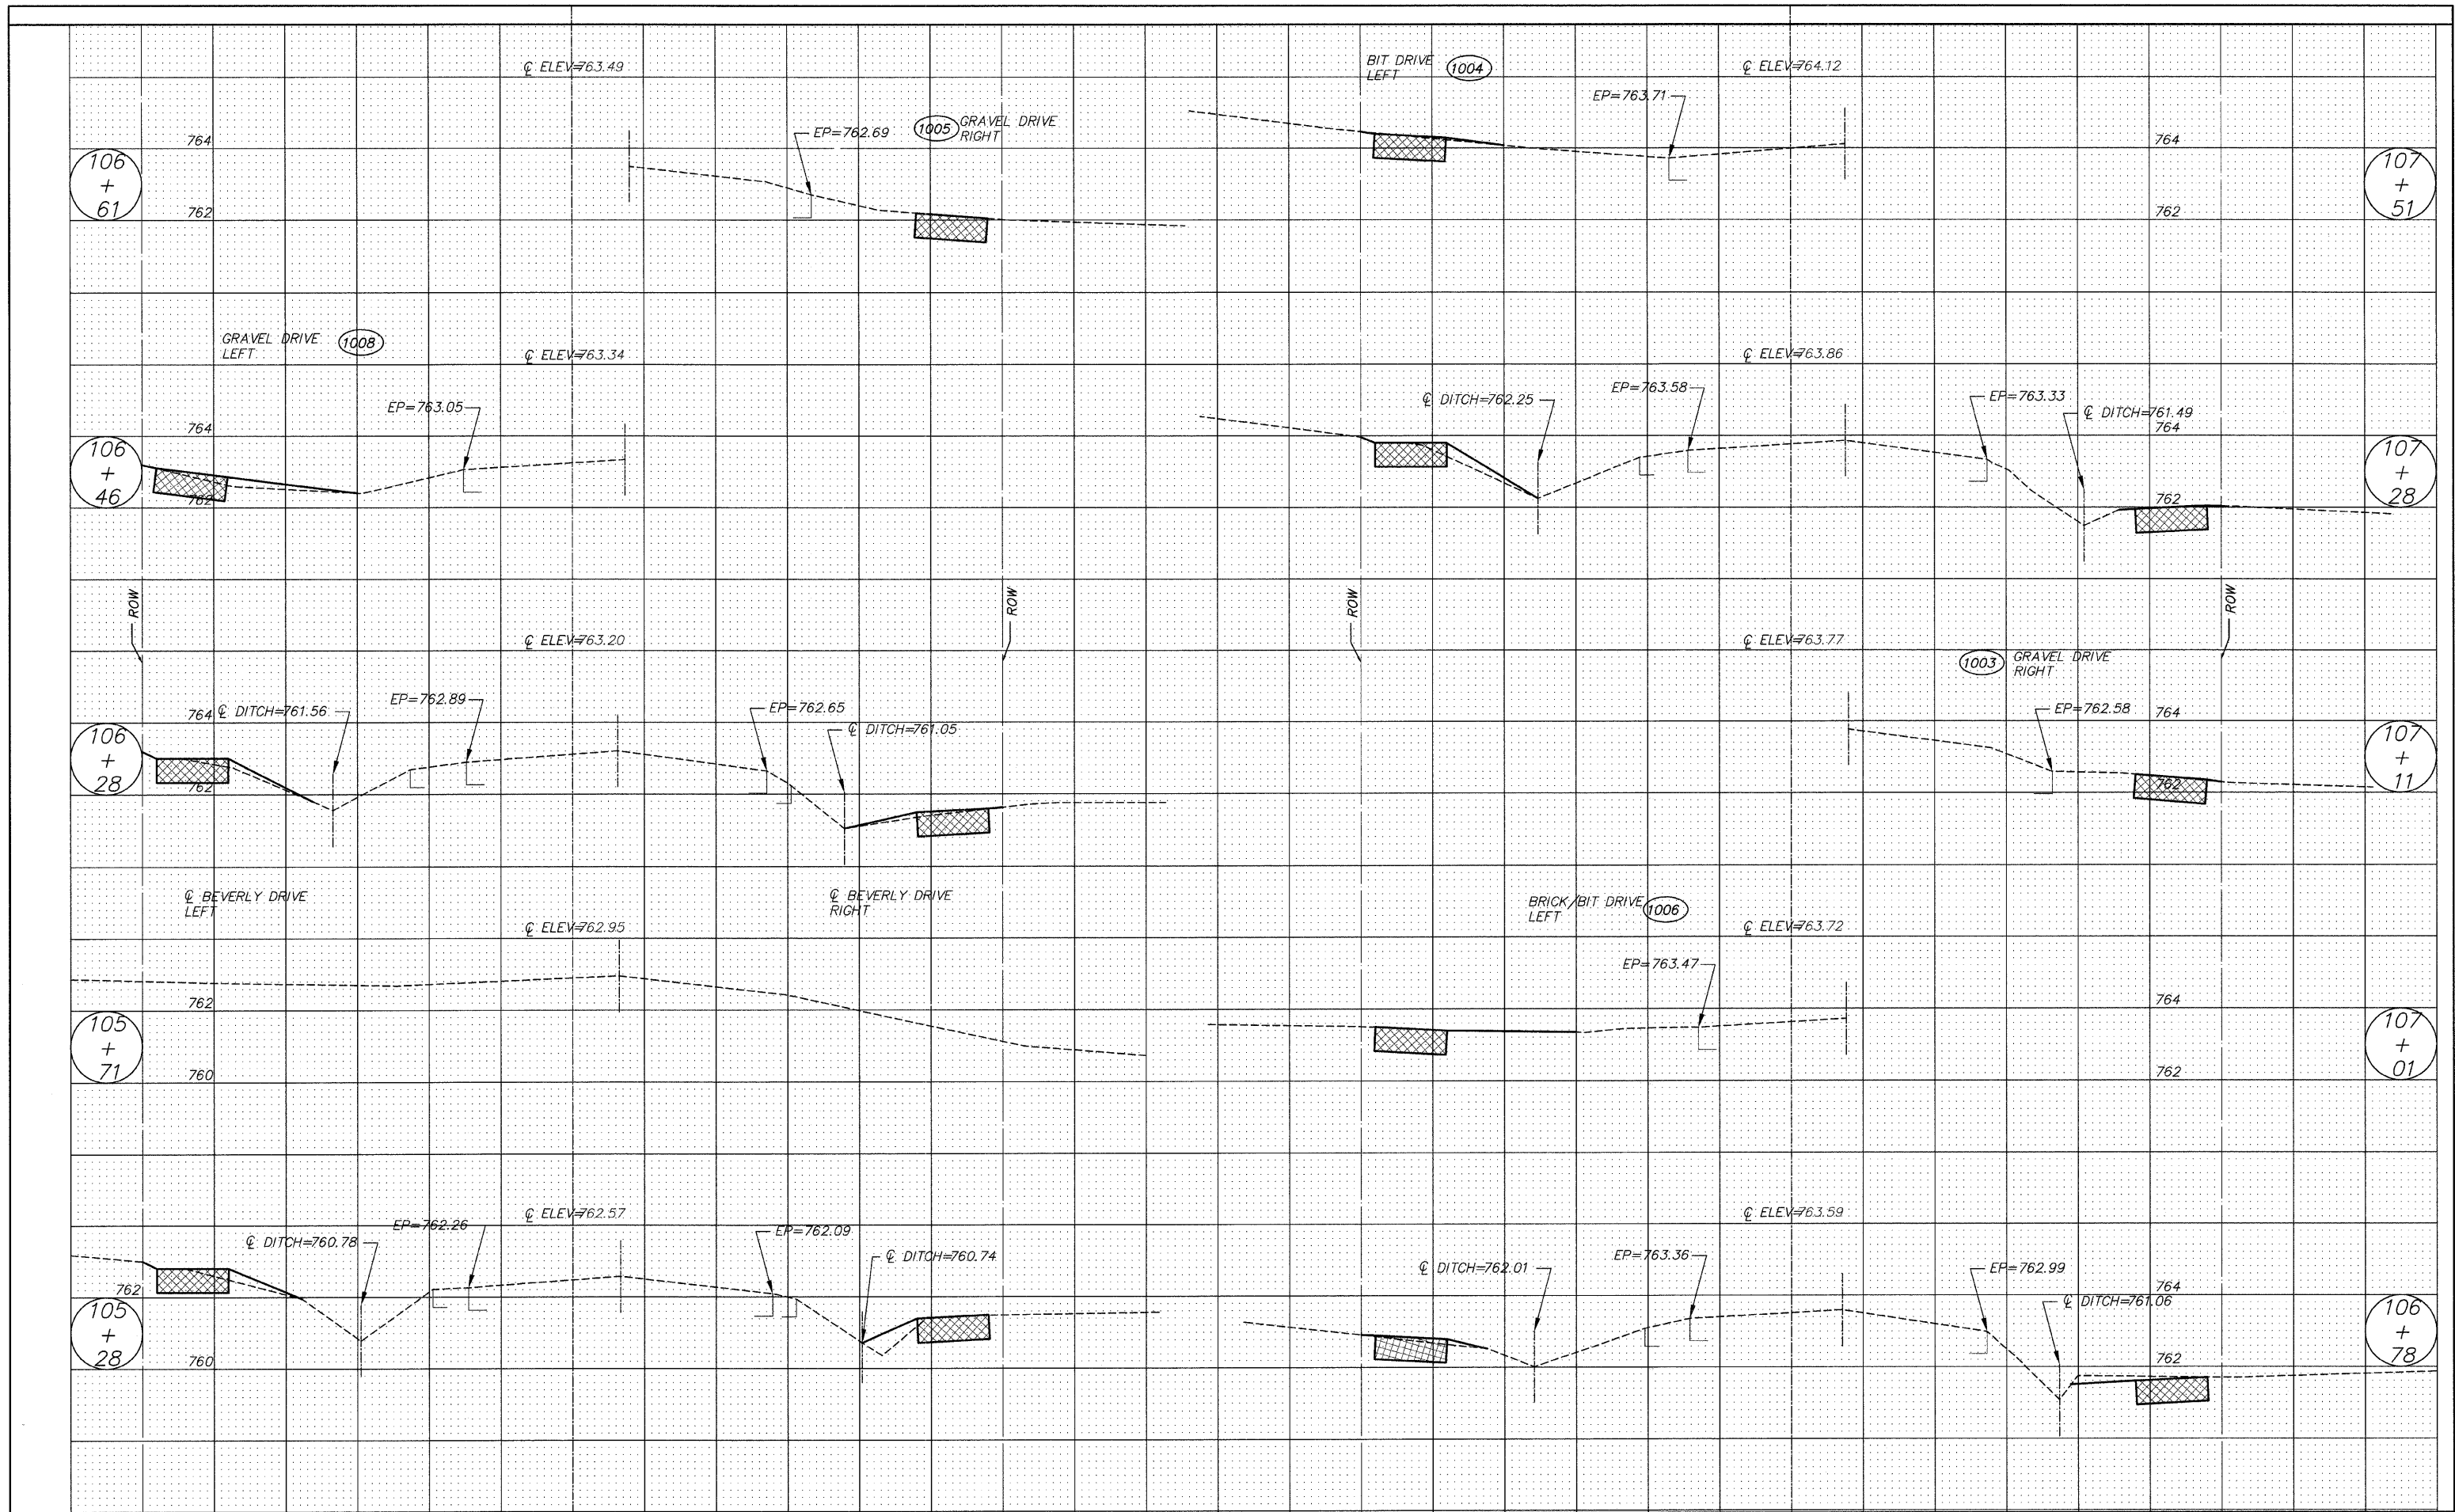 ℄ ELEV=763.49
EP=762.69
1005 GRAVEL DRIVE
RIGHT
764
762
106
+
61
GRAVEL DRIVE
LEFT
1008
℄ ELEV=763.34
EP=763.05
764
762
106
+
46
ROW
ROW
℄ ELEV=763.20
℄ DITCH=761.56
EP=762.89
EP=762.65
℄ DITCH=761.05
764
762
106
+
28
℄ BEVERLY DRIVE
LEFT
℄ BEVERLY DRIVE
RIGHT
℄ ELEV=762.95
762
760
105
+
71
℄ ELEV=762.57
℄ DITCH=760.78
EP=762.26
EP=762.09
℄ DITCH=760.74
762
760
105
+
28
BIT DRIVE
LEFT
1004
℄ ELEV=764.12
EP=763.71
764
762
107
+
51
℄ ELEV=763.86
℄ DITCH=762.25
EP=763.58
EP=763.33
℄ DITCH=761.49
764
762
107
+
28
ROW
ROW
℄ ELEV=763.77
1003 GRAVEL DRIVE
RIGHT
EP=762.58
764
762
107
+
11
BRICK/BIT DRIVE
LEFT
1006
℄ ELEV=763.72
EP=763.47
764
762
107
+
01
℄ ELEV=763.59
℄ DITCH=762.01
EP=763.36
EP=762.99
℄ DITCH=761.06
764
762
106
+
78